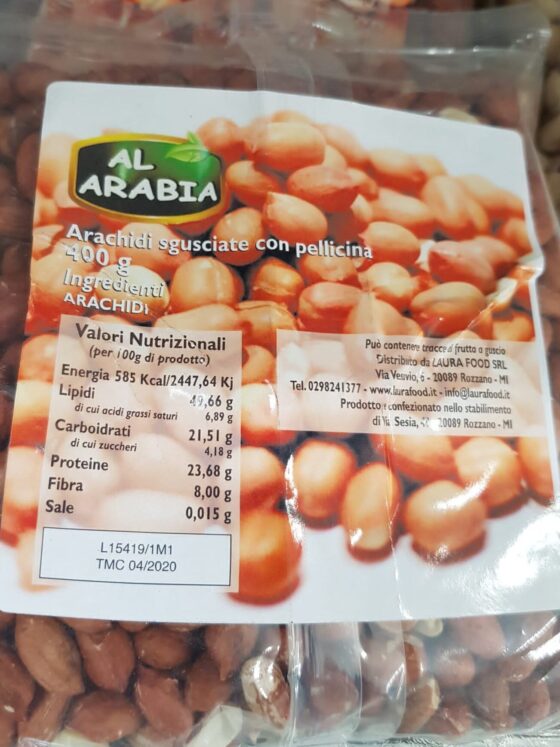 AL
ARABIA
Arachidi sgusciate con pellicina
400 g
Ingredienti
ARACHIDI
Valori Nutrizionali
(per 100g di prodotto)
Energia 585 Kcal/2447,64 Kj
Lipidi 49,66 g
di cui acidi grassi saturi 6,89 g
Carboidrati 21,51 g
di cui zuccheri 4,18 g
Proteine 23,68 g
Fibra 8,00 g
Sale 0,015 g
L15419/1M1
TMC 04/2020
Può contenere tracce di frutta a guscio
Distribuito da LAURA FOOD SRL
Via Vesuvio, 6 - 20089 Rozzano - MI
Tel. 0298241377 - www.laurafood.it - info@laurafood.it
Prodotto e confezionato nello stabilimento
di Via Sesia, 20089 Rozzano - MI